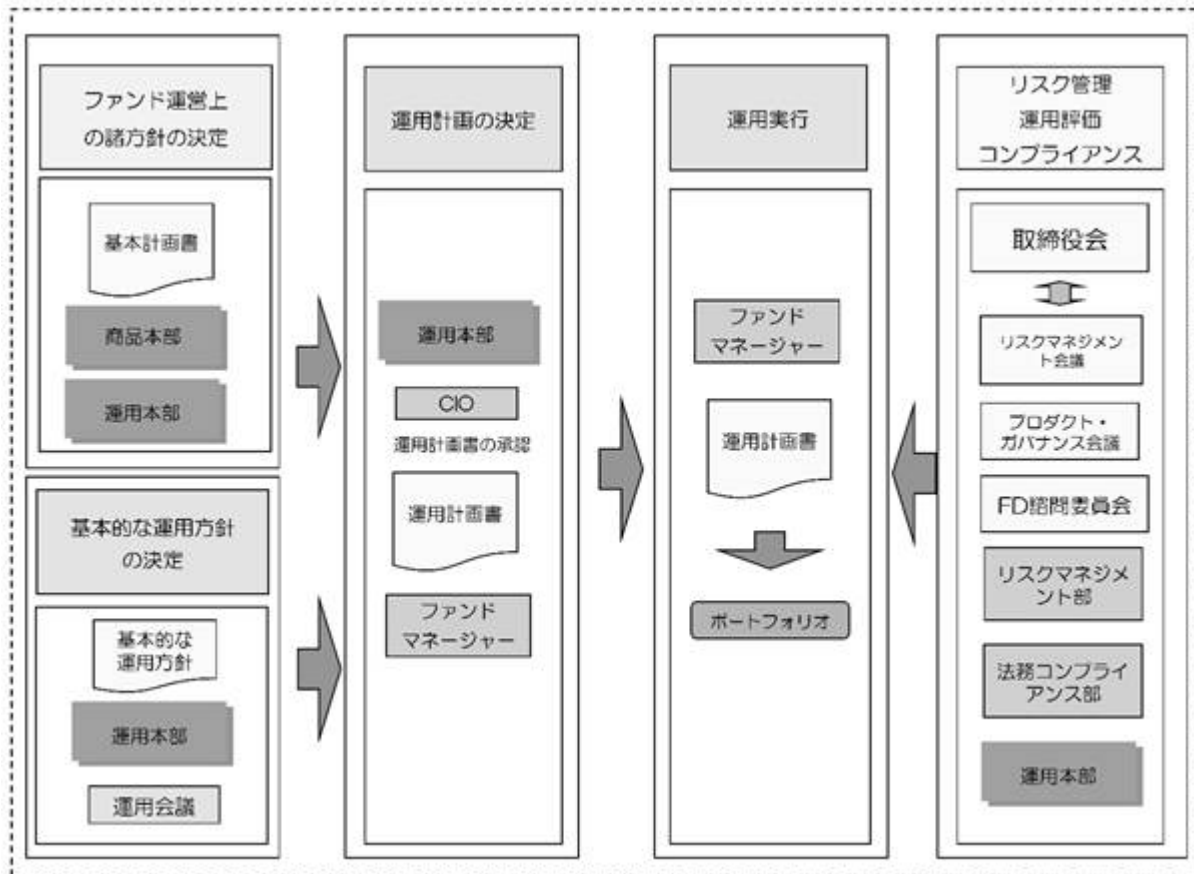 ファンド運営上
の諸方針の決定
基本計画書
商品本部
運用本部
基本的な運用方針
の決定
基本的な
運用方針
運用本部
運用会議
運用計画の決定
運用本部
CIO
運用計画書の承認
運用計画書
ファンド
マネージャー
運用実行
ファンド
マネージャー
運用計画書
ポートフォリオ
リスク管理
運用評価
コンプライアンス
取締役会
リスクマネジメン
ト会議
プロダクト・
ガバナンス会議
FD諮問委員会
リスクマネジメ
ント部
法務コンプライ
アンス部
運用本部